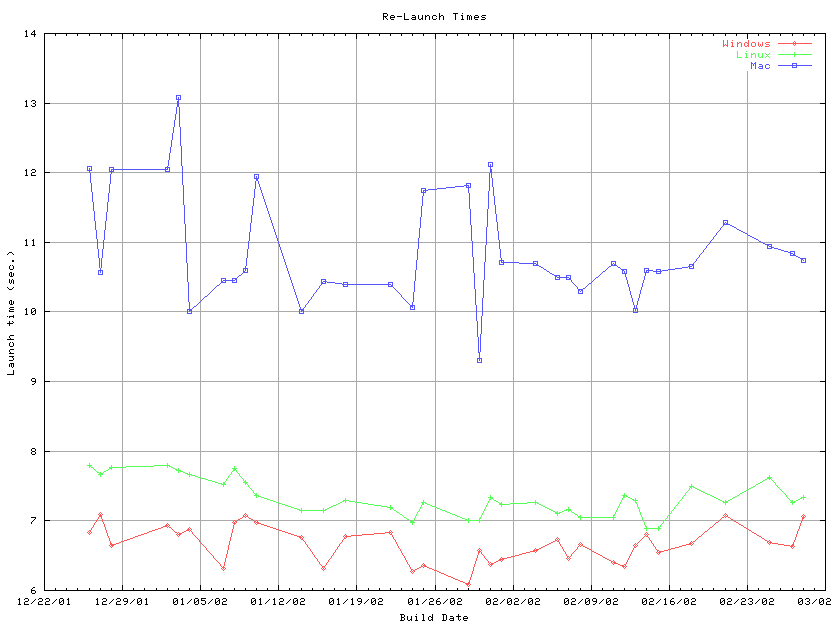 Re-Launch Times
Windows
Linux
Mac
14
13
12
11
10
9
8
7
6
Launch time (sec.)
12/22/01 12/29/01 01/05/02 01/12/02 01/19/02 01/26/02 02/02/02 02/09/02 02/16/02 02/23/02 03/02
Build Date